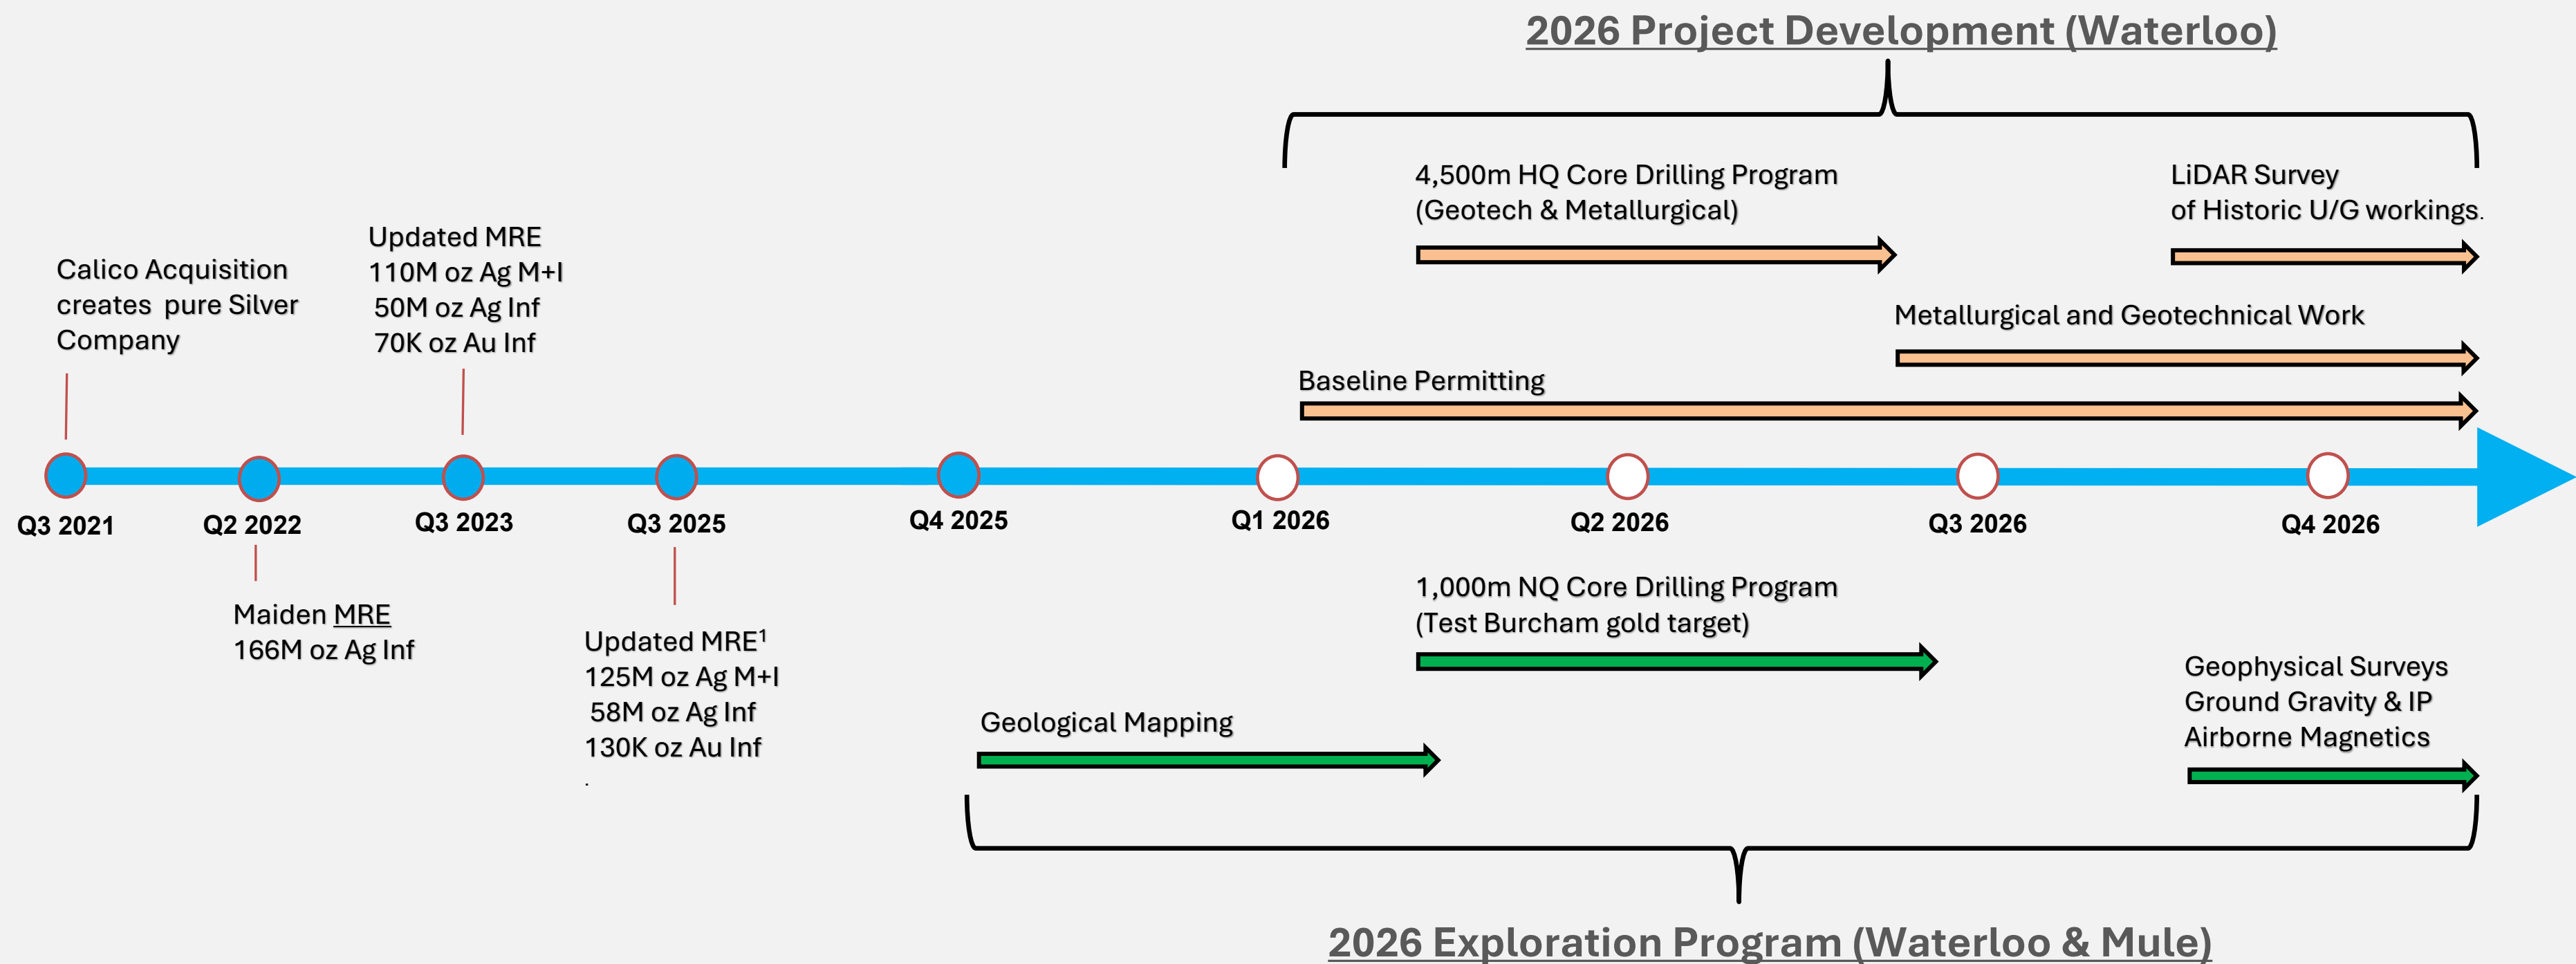 2026 Project Development (Waterloo)
4,500m HQ Core Drilling Program
(Geotech & Metallurgical)
LiDAR Survey
of Historic U/G workings.
Updated MRE
110M oz Ag M+I
50M oz Ag Inf
70K oz Au Inf
Calico Acquisition
creates pure Silver
Company
Metallurgical and Geotechnical Work
Baseline Permitting
Q3 2021
Q2 2022
Q3 2023
Q3 2025
Q4 2025
Q1 2026
Q2 2026
Q3 2026
Q4 2026
Maiden MRE
166M oz Ag Inf
Updated MRE¹
125M oz Ag M+I
58M oz Ag Inf
130K oz Au Inf
.
1,000m NQ Core Drilling Program
(Test Burcham gold target)
Geological Mapping
Geophysical Surveys
Ground Gravity & IP
Airborne Magnetics
2026 Exploration Program (Waterloo & Mule)